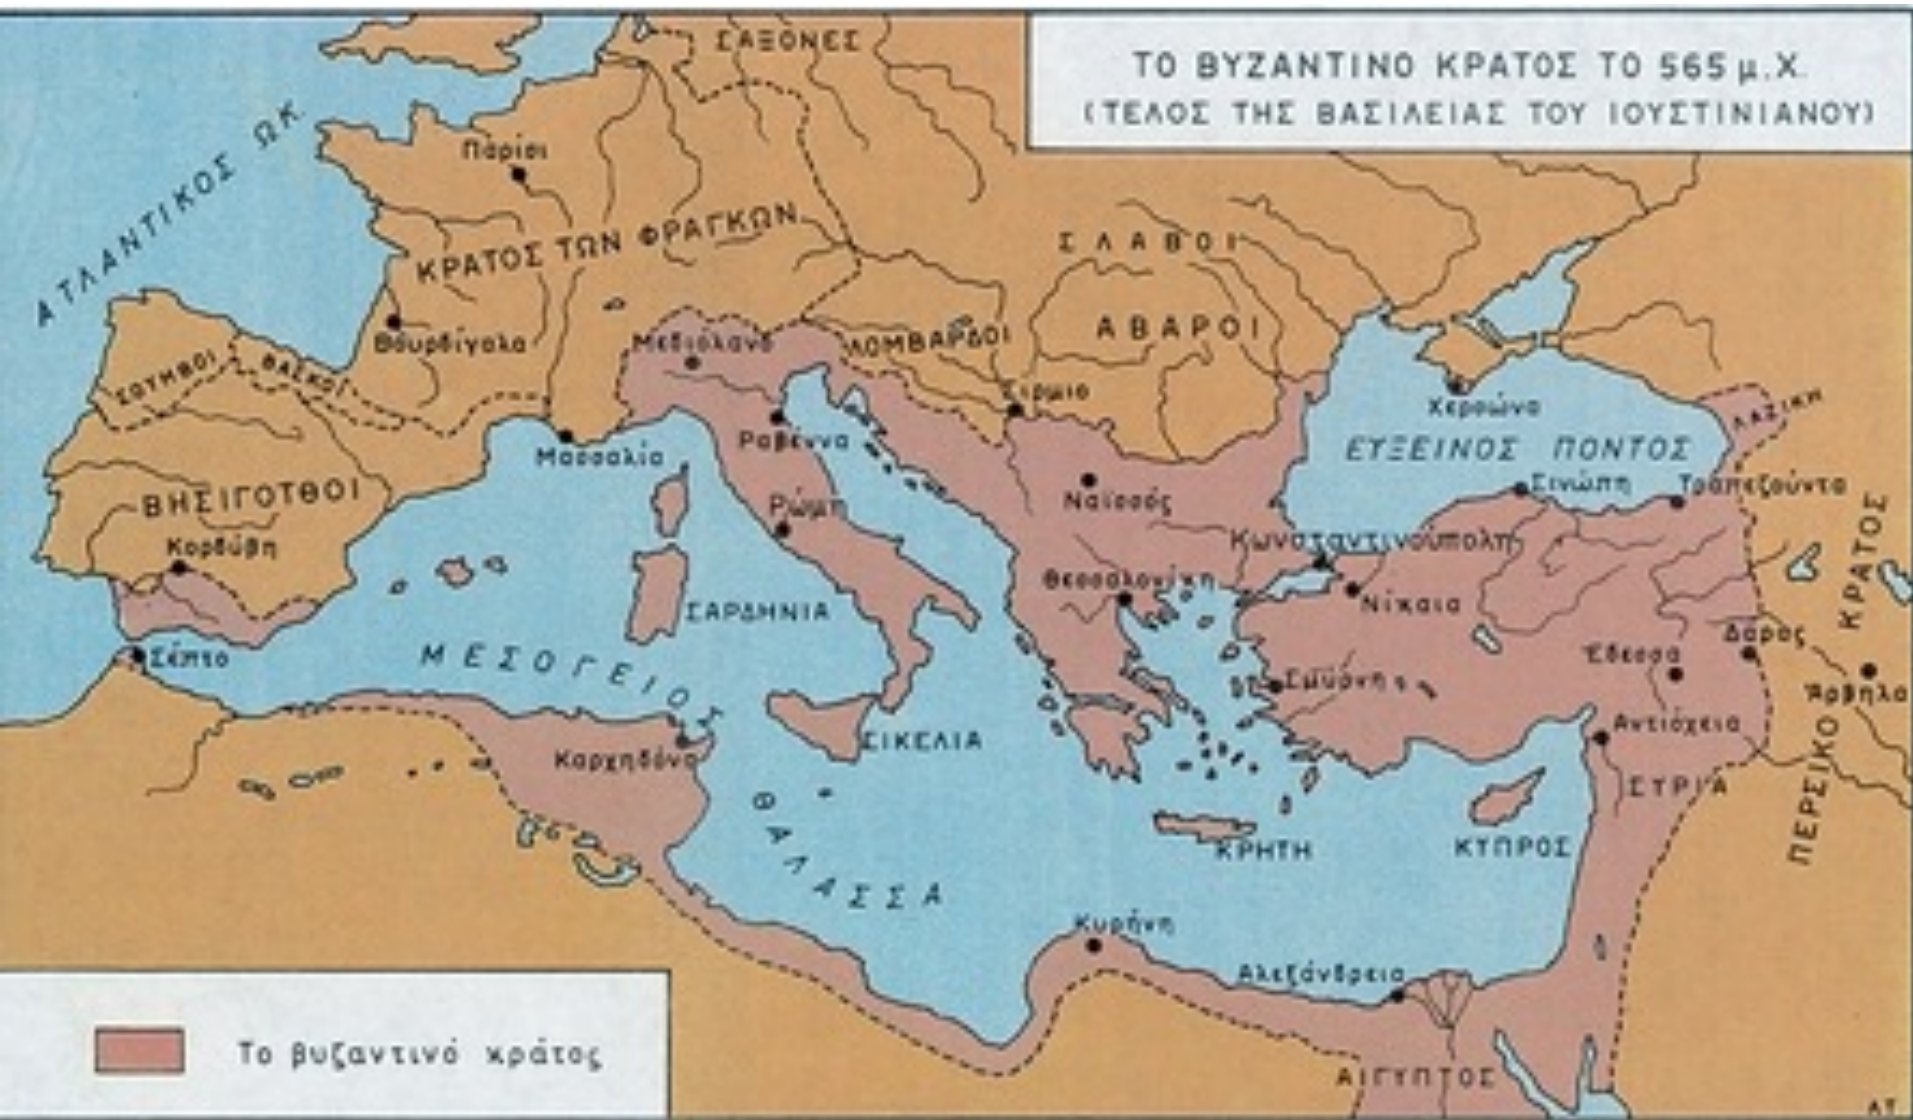 ΤΟ ΒΥΖΑΝΤΙΝΟ ΚΡΑΤΟΣ ΤΟ 565 μ.Χ.
(ΤΕΛΟΣ ΤΗΣ ΒΑΣΙΛΕΙΑΣ ΤΟΥ ΙΟΥΣΤΙΝΙΑΝΟΥ)
ΣΑΞΟΝΕΣ
ΑΤΛΑΝΤΙΚΟΣ ΩΚ.
Παρίσι
ΚΡΑΤΟΣ ΤΩΝ ΦΡΑΓΚΩΝ
ΣΛΑΒΟΙ
ΑΒΑΡΟΙ
Βουρδίγαλα
Μεδιόλανο
ΛΟΜΒΑΡΔΟΙ
ΣΟΥΗΒΟΙ
ΒΑΣΚΟΙ
Σίρμιο
Χερσώνα
ΛΑΖΙΚΗ
Ραβέννα
Μασσαλία
ΕΥΞΕΙΝΟΣ ΠΟΝΤΟΣ
ΒΗΣΙΓΟΤΘΟΙ
Ναϊσσός
Σινώπη
Τραπεζούντα
Ρώμη
Κορδύβη
Κωνσταντινούπολη
Θεσσαλονίκη
Νίκαια
ΣΑΡΔΗΝΙΑ
Σέπτο
ΜΕΣΟΓΕΙΟΣ
ΘΑΛΑΣΣΑ
Έδεσσα
Δάρας
Σμύρνη
Άρβηλα
ΠΕΡΣΙΚΟ ΚΡΑΤΟΣ
Αντιόχεια
ΣΙΚΕΛΙΑ
Καρχηδόνα
ΣΥΡΙΑ
ΚΡΗΤΗ
ΚΥΠΡΟΣ
Κυρήνη
Αλεξάνδρεια
ΑΙΓΥΠΤΟΣ
Το βυζαντινό κράτος